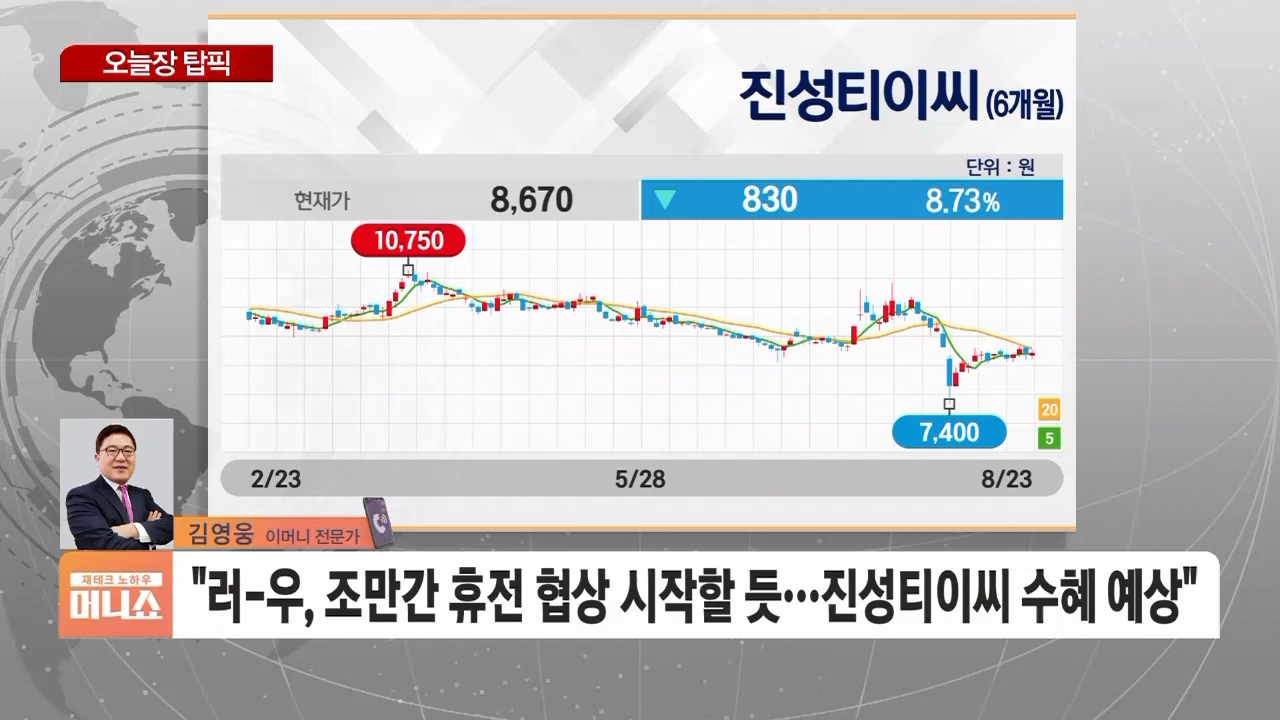 오늘장 탑픽
진성티이씨 (6개월)
단위 : 원
현재가 8,670 ▼ 830 8.73%
10,750
7,400
20
5
2/23 5/28 8/23
김영웅 이머니 전문가
재테크 노하우
머니쇼
"러-우, 조만간 휴전 협상 시작할 듯…진성티이씨 수혜 예상"